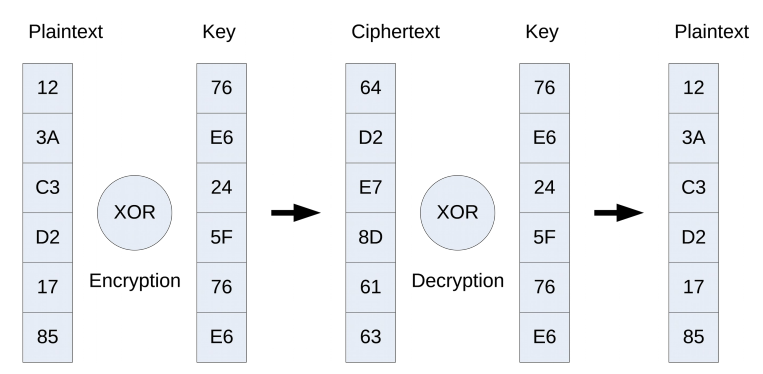 Plaintext Key Ciphertext Key Plaintext
12 76 64 76 12
3A E6 D2 E6 3A
C3 24 E7 24 C3
XOR XOR
D2 5F 8D 5F D2
Encryption Decryption
17 76 61 76 17
85 E6 63 E6 85